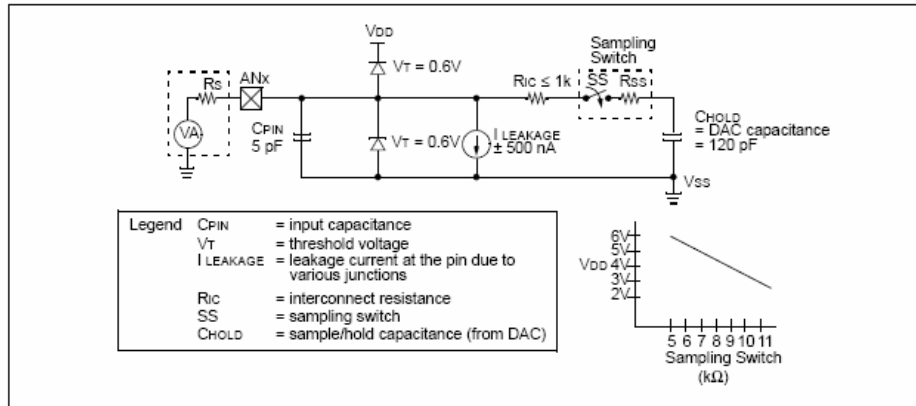 VDD
Sampling
Switch
VT = 0.6V
RS
ANx
RIC ≤ 1k
SS
RSS
VA
CPIN
5 pF
VT = 0.6V
I LEAKAGE
± 500 nA
CHOLD
= DAC capacitance
= 120 pF
VSS
Legend CPIN = input capacitance
VT = threshold voltage
I LEAKAGE = leakage current at the pin due to
various junctions
RIC = interconnect resistance
SS = sampling switch
CHOLD = sample/hold capacitance (from DAC)
6V
5V
VDD 4V
3V
2V
5 6 7 8 9 10 11
Sampling Switch
(kΩ)